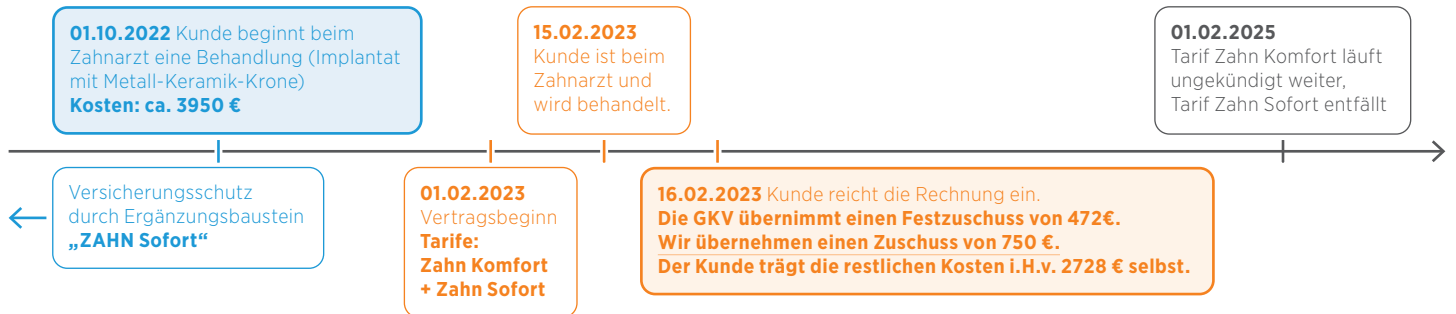 01.10.2022 Kunde beginnt beim
Zahnarzt eine Behandlung (Implantat
mit Metall-Keramik-Krone)
Kosten: ca. 3950 €
15.02.2023
Kunde ist beim
Zahnarzt und
wird behandelt.
01.02.2025
Tarif Zahn Komfort läuft
ungekündigt weiter,
Tarif Zahn Sofort entfällt
Versicherungsschutz
durch Ergänzungsbaustein
„ZAHN Sofort“
01.02.2023
Vertragsbeginn
Tarife:
Zahn Komfort
+ Zahn Sofort
16.02.2023 Kunde reicht die Rechnung ein.
Die GKV übernimmt einen Festzuschuss von 472€.
Wir übernehmen einen Zuschuss von 750 €.
Der Kunde trägt die restlichen Kosten i.H.v. 2728 € selbst.